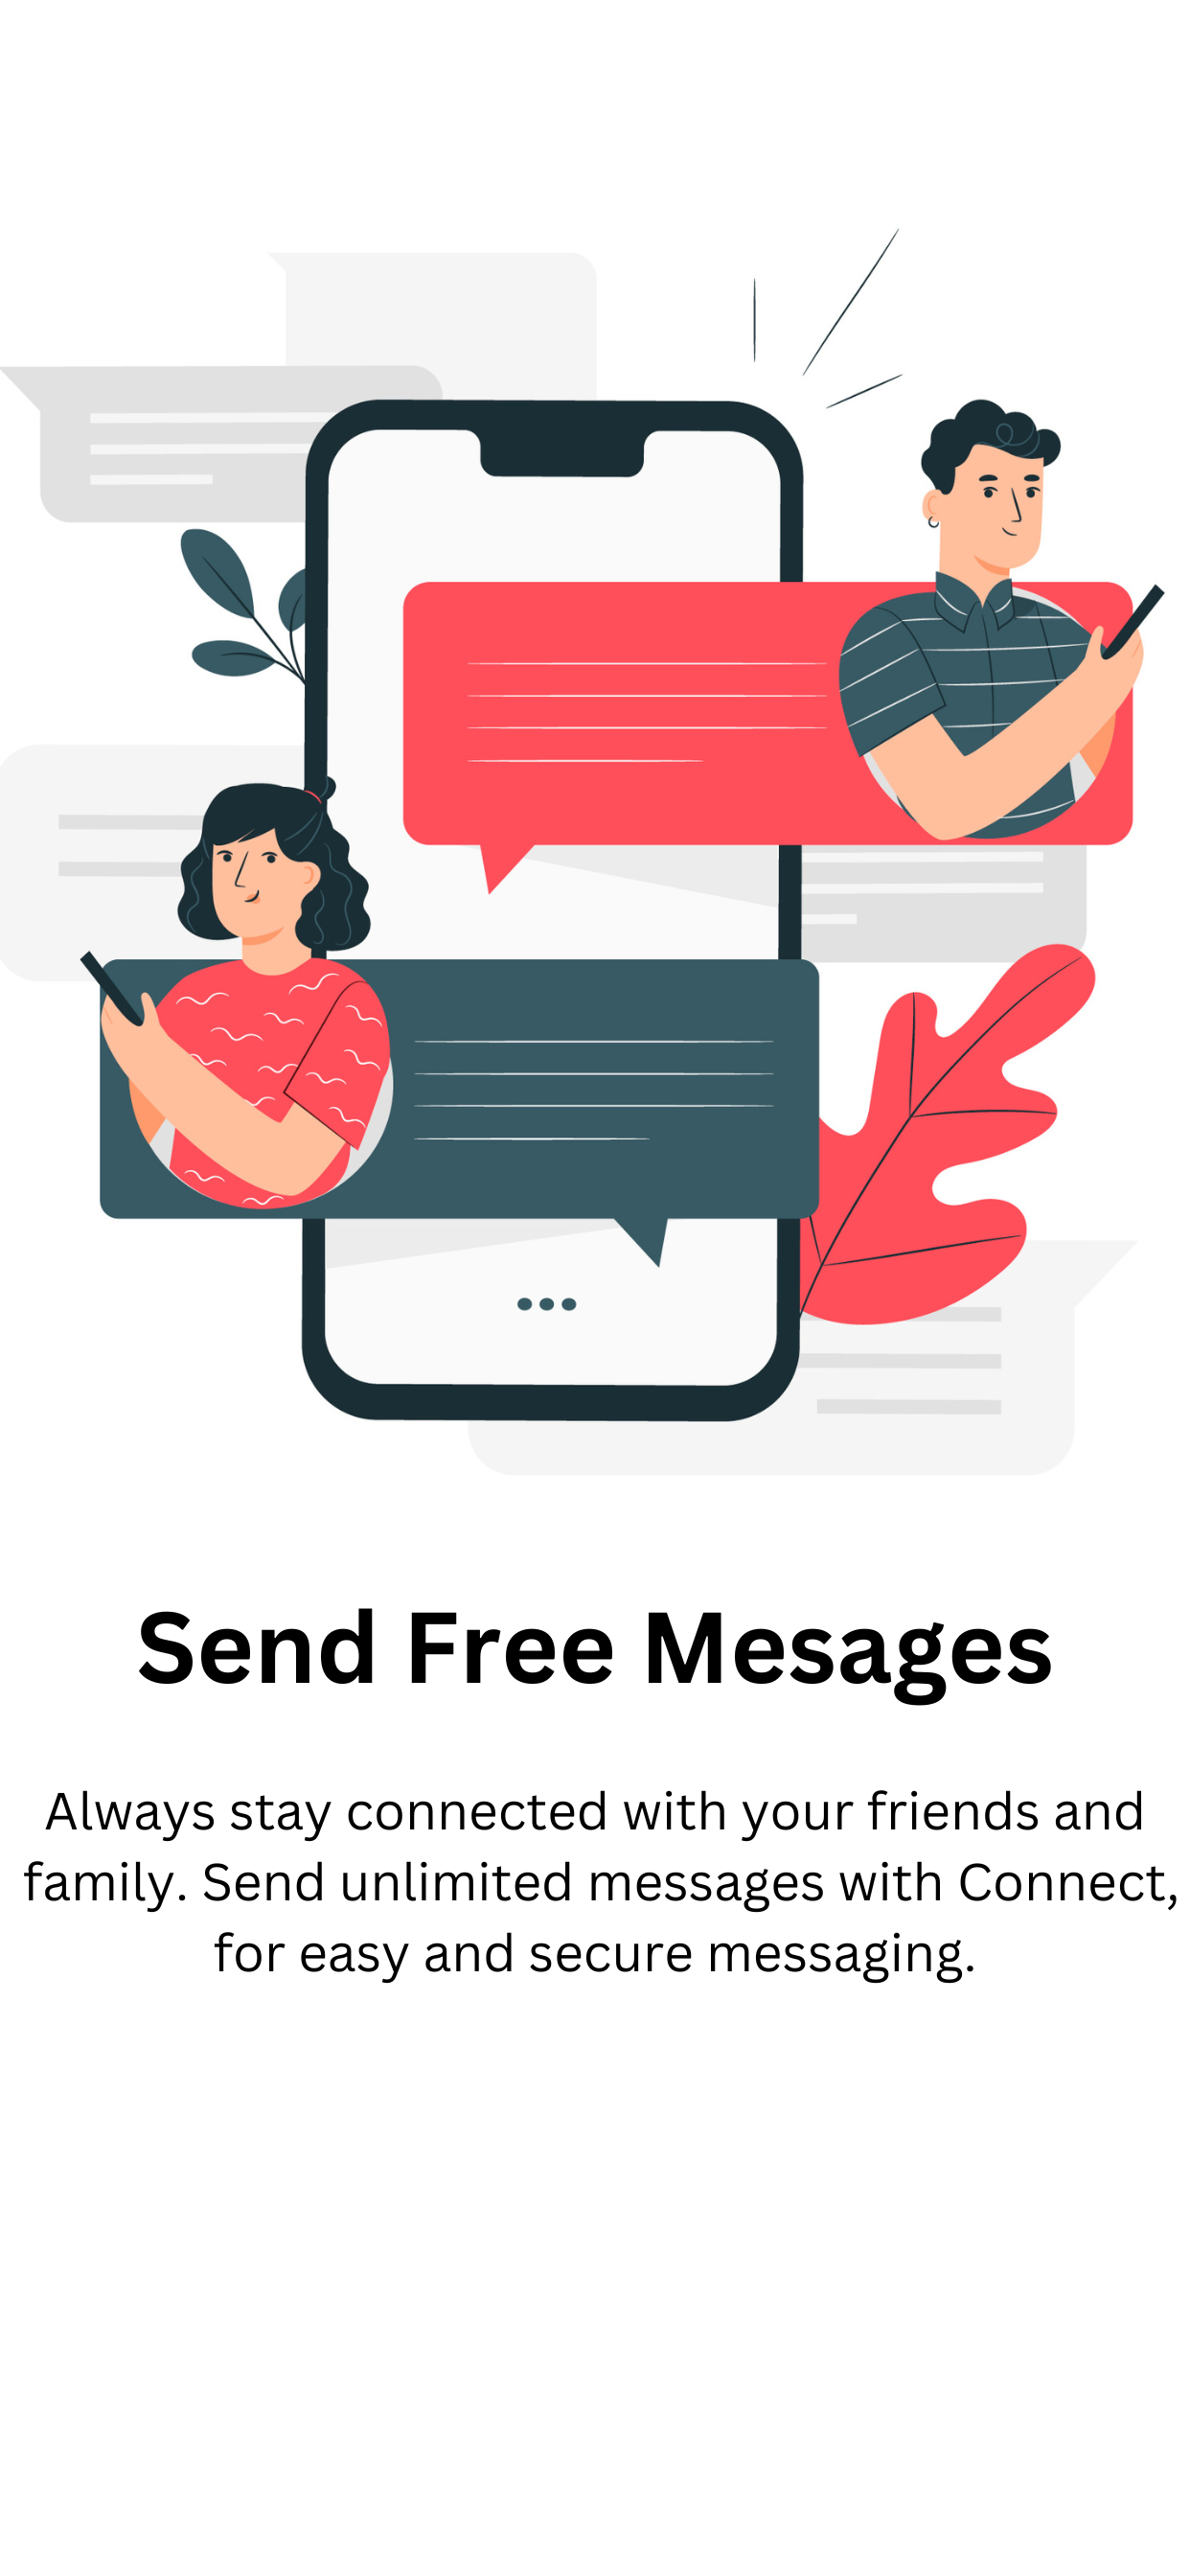 Send Free Mesages
Always stay connected with your friends and
family. Send unlimited messages with Connect,
for easy and secure messaging.